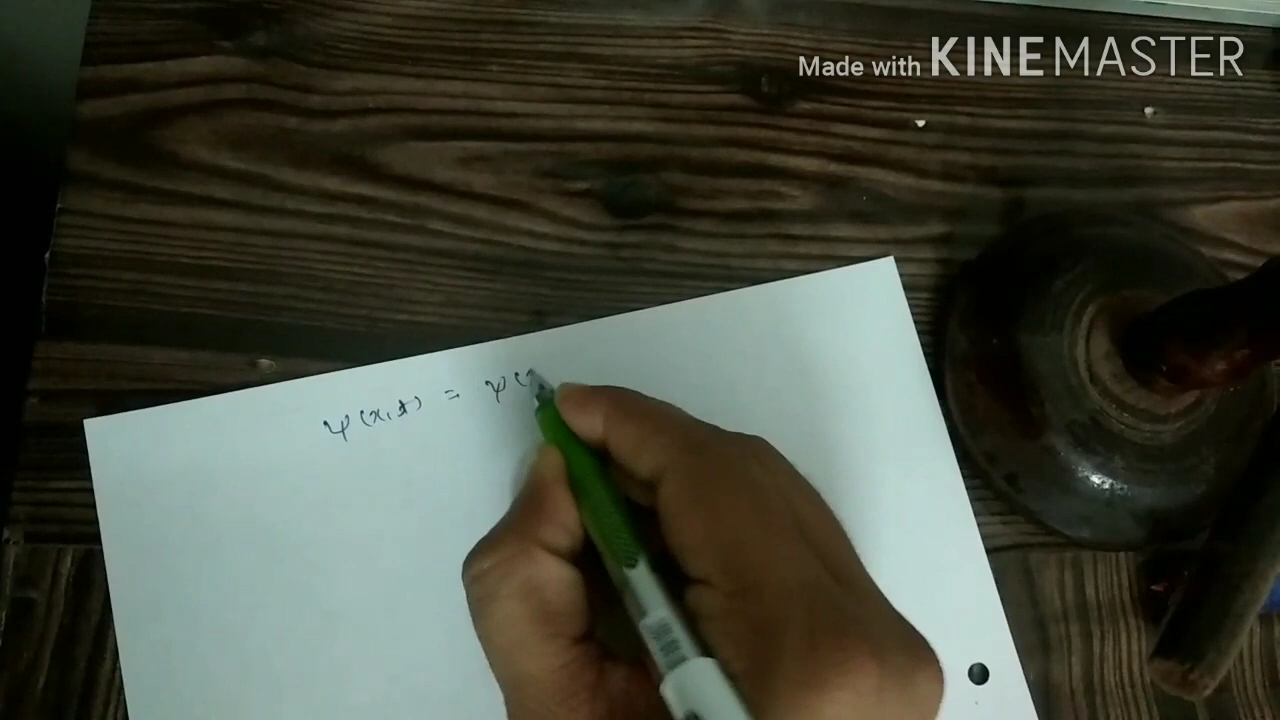 Made with KINEMASTER
ψ(x,t) = ψ(